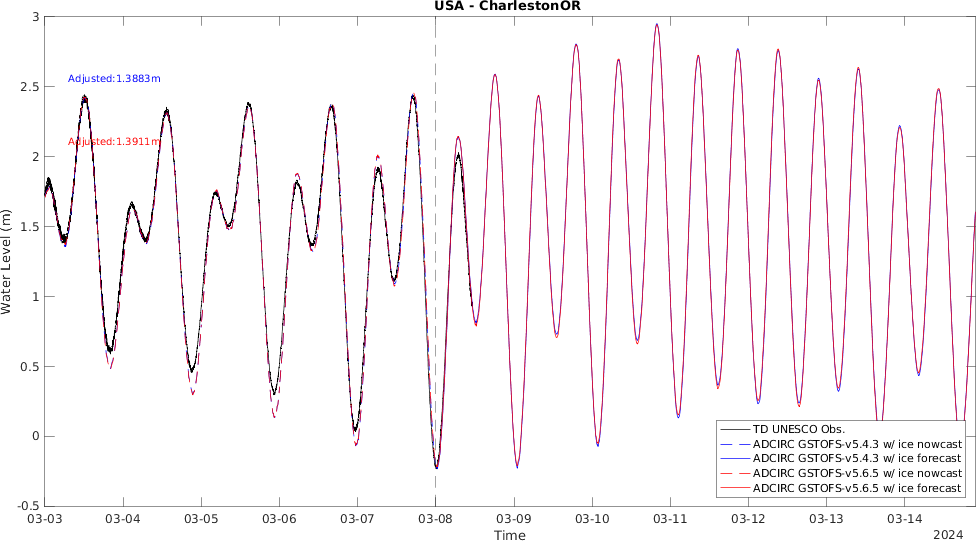 USA - CharlestonOR
3
2.5
2
1.5
1
0.5
0
-0.5
Water Level (m)
Adjusted:1.3883m
Adjusted:1.3911m
TD UNESCO Obs.
ADCIRC GSTOFS-v5.4.3 w/ ice nowcast
ADCIRC GSTOFS-v5.4.3 w/ ice forecast
ADCIRC GSTOFS-v5.6.5 w/ ice nowcast
ADCIRC GSTOFS-v5.6.5 w/ ice forecast
03-03 03-04 03-05 03-06 03-07 03-08 03-09 03-10 03-11 03-12 03-13 03-14
Time
2024